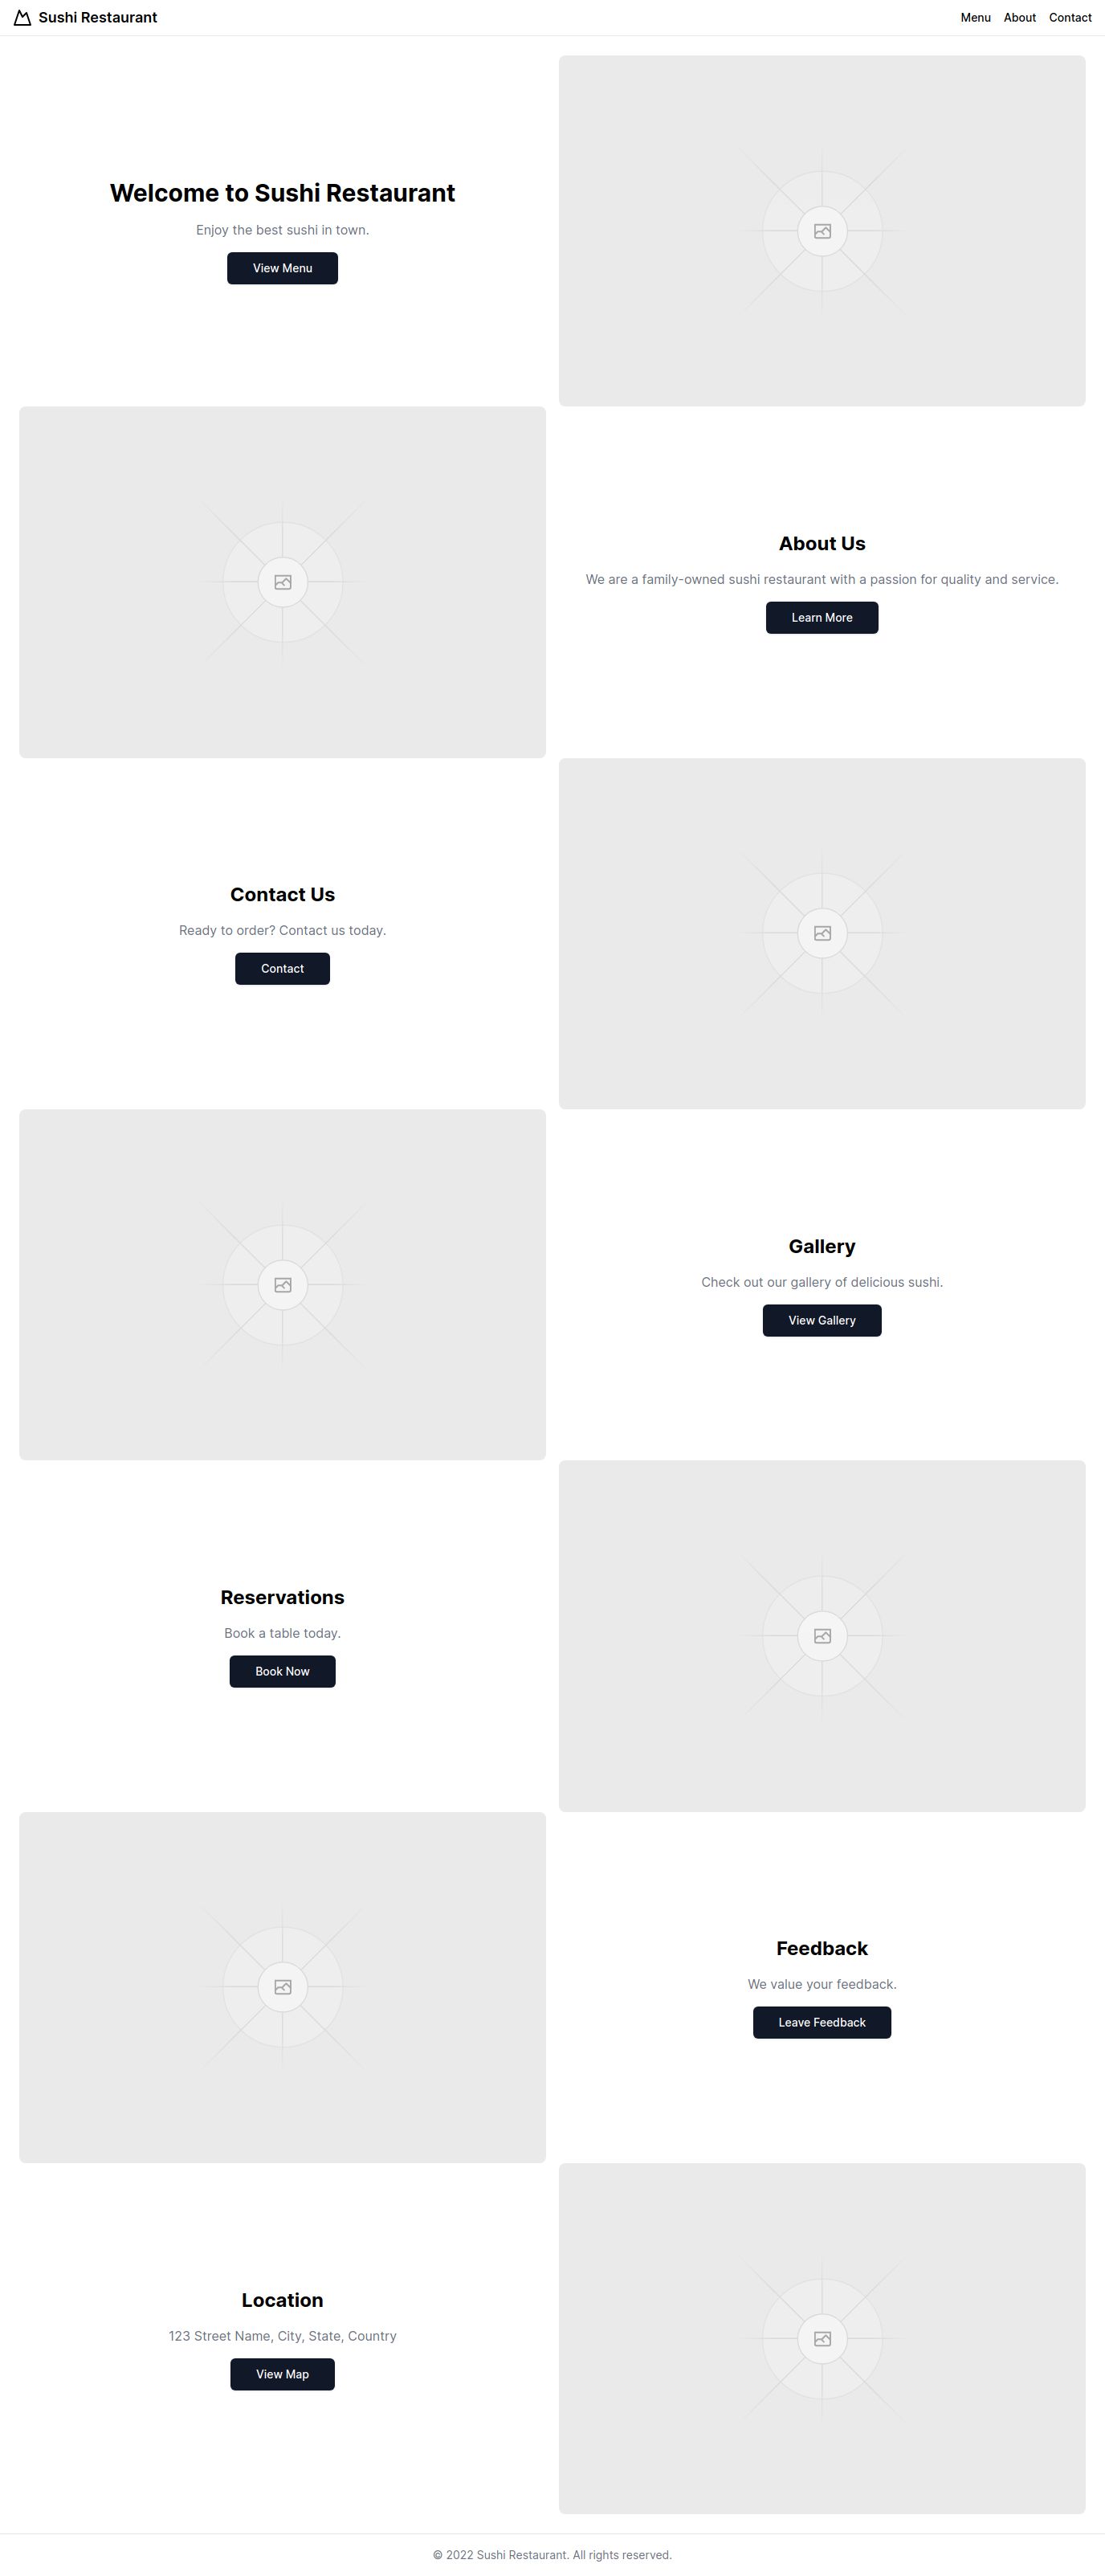 Sushi Restaurant
Menu About Contact
Welcome to Sushi Restaurant
Enjoy the best sushi in town.
View Menu
About Us
We are a family-owned sushi restaurant with a passion for quality and service.
Learn More
Contact Us
Ready to order? Contact us today.
Contact
Gallery
Check out our gallery of delicious sushi.
View Gallery
Reservations
Book a table today.
Book Now
Feedback
We value your feedback.
Leave Feedback
Location
123 Street Name, City, State, Country
View Map
© 2022 Sushi Restaurant. All rights reserved.